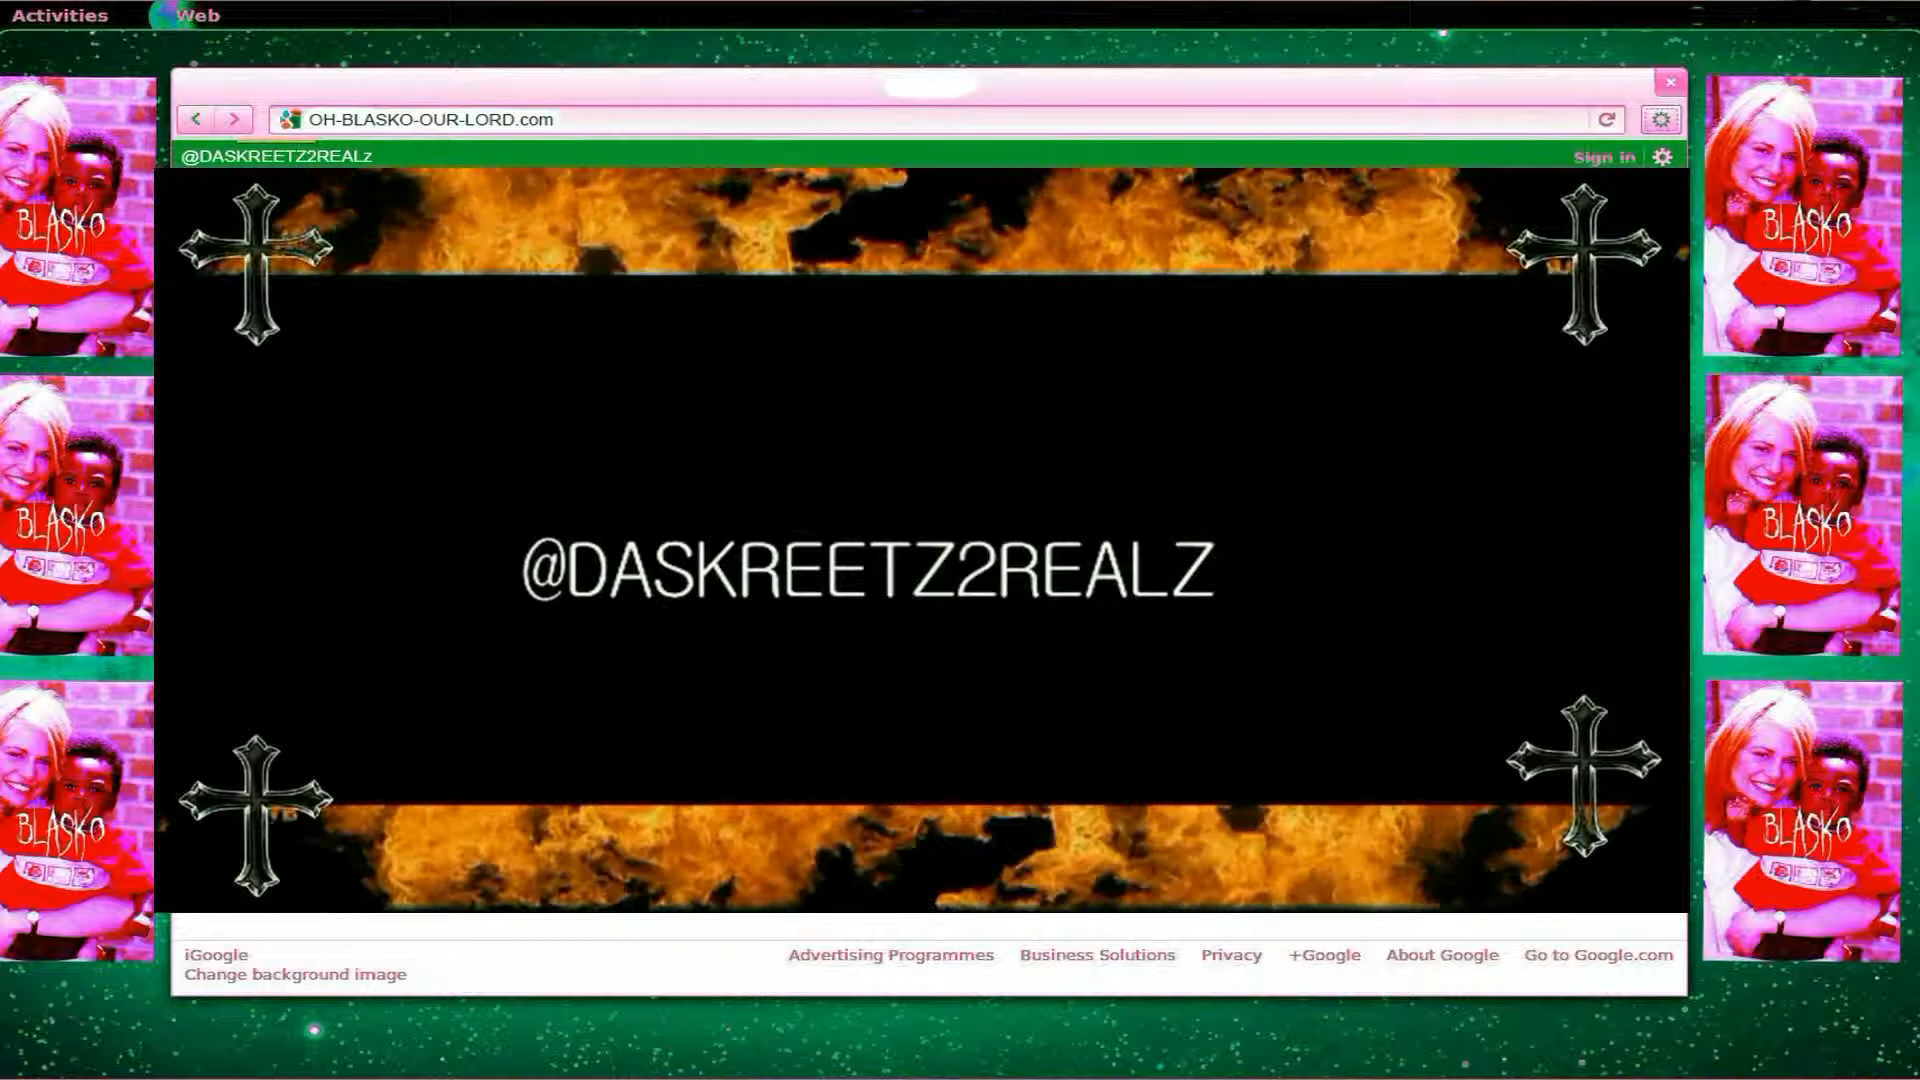 Activities Web
OH-BLASKO-OUR-LORD.com
@DASKREETZ2REALz
Sign in
BLASKO
BLASKO
@DASKREETZ2REALZ
BLASKO
BLASKO
BLASKO
BLASKO
iGoogle
Change background image
Advertising Programmes Business Solutions Privacy +Google About Google Go to Google.com